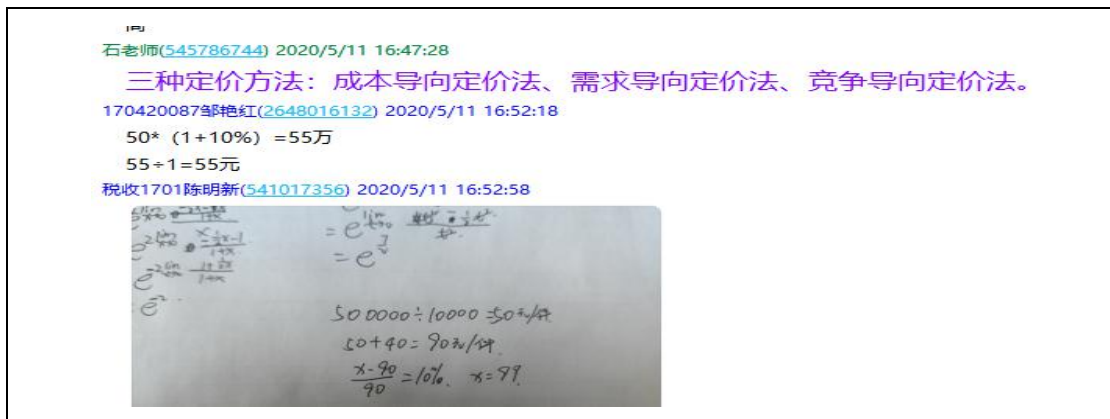 石老师(545786744) 2020/5/11 16:47:28
三种定价方法：成本导向定价法、需求导向定价法、竞争导向定价法。
170420087邹艳红(2648016132) 2020/5/11 16:52:18
50*（1+10%）=55万
55÷1=55元
税收1701陈明新(541017356) 2020/5/11 16:52:58
500000÷10000=50元/件
50+40=90元/件
x-90
90
=10%. x=99.